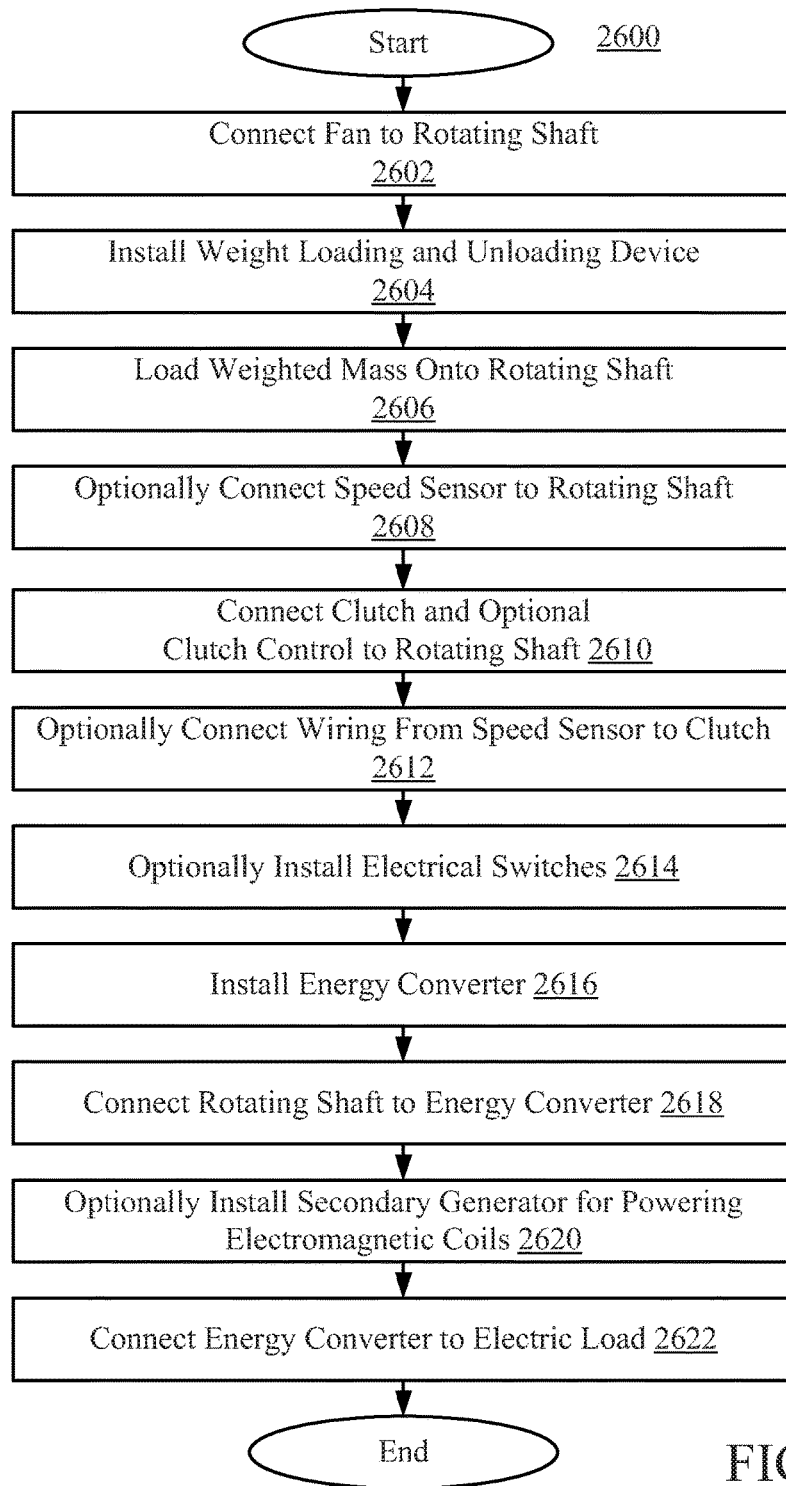 Start
2600
Connect Fan to Rotating Shaft
2602
Install Weight Loading and Unloading Device
2604
Load Weighted Mass Onto Rotating Shaft
2606
Optionally Connect Speed Sensor to Rotating Shaft
2608
Connect Clutch and Optional
Clutch Control to Rotating Shaft 2610
Optionally Connect Wiring From Speed Sensor to Clutch
2612
Optionally Install Electrical Switches 2614
Install Energy Converter 2616
Connect Rotating Shaft to Energy Converter 2618
Optionally Install Secondary Generator for Powering
Electromagnetic Coils 2620
Connect Energy Converter to Electric Load 2622
End